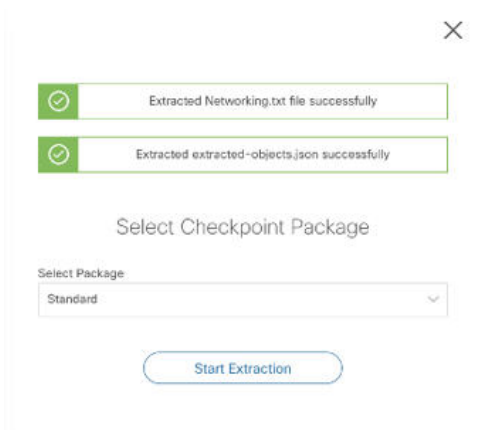 Extracted Networking.txt file successfully
Extracted extracted-objects.json successfully
Select Checkpoint Package
Select Package
Standard
Start Extraction